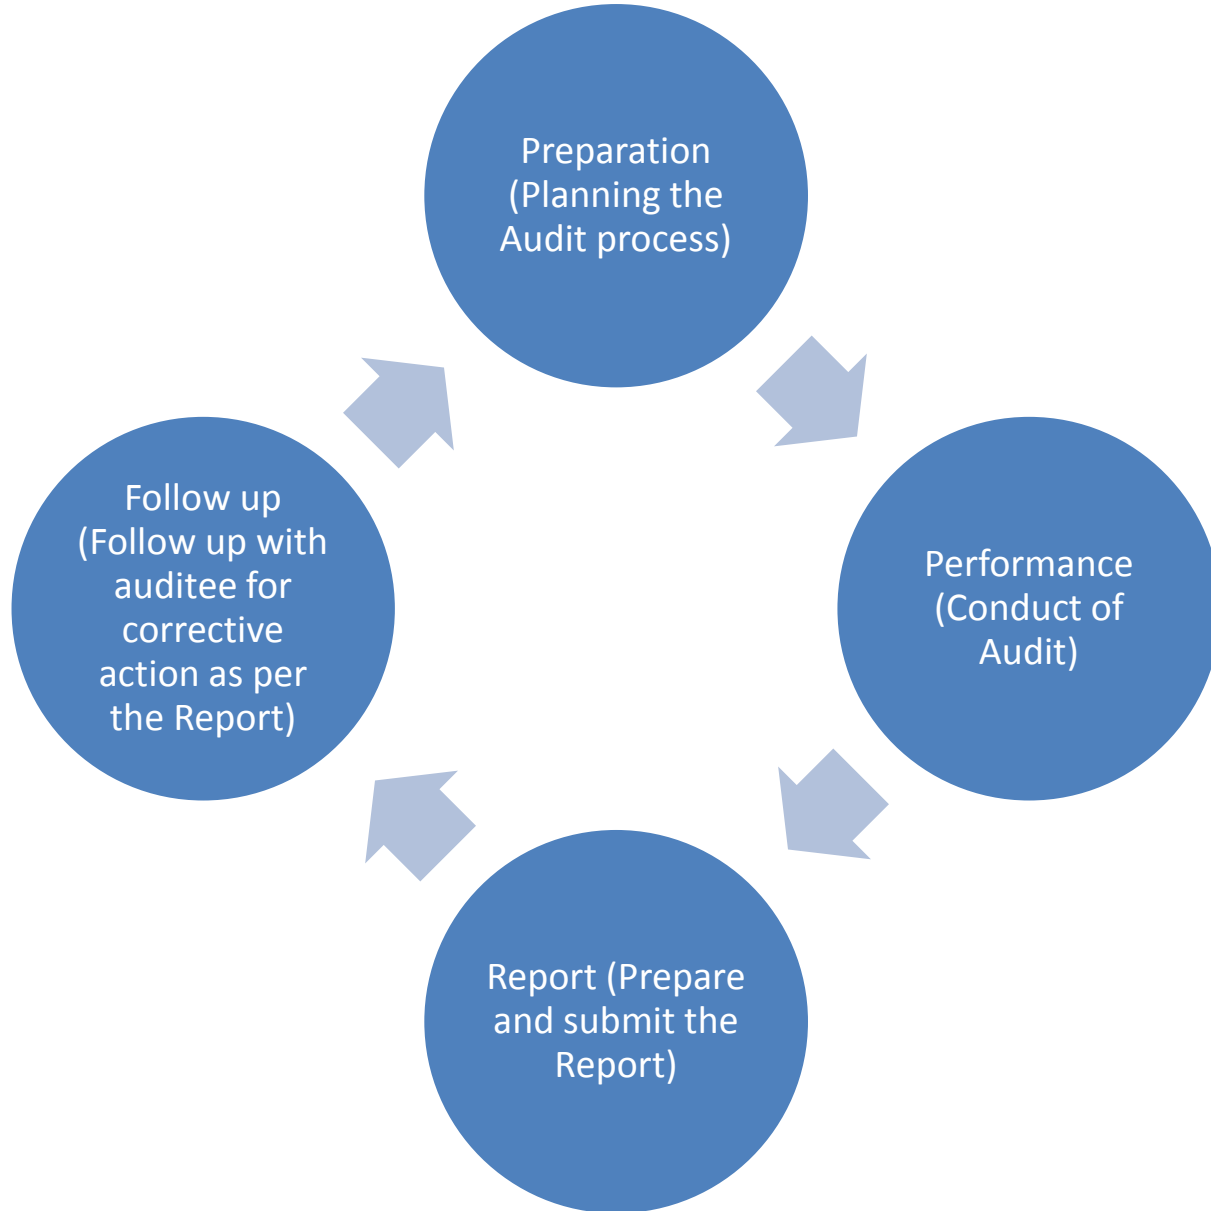 Preparation
(Planning the
Audit process)
Performance
(Conduct of
Audit)
Report (Prepare
and submit the
Report)
Follow up
(Follow up with
auditee for
corrective
action as per
the Report)